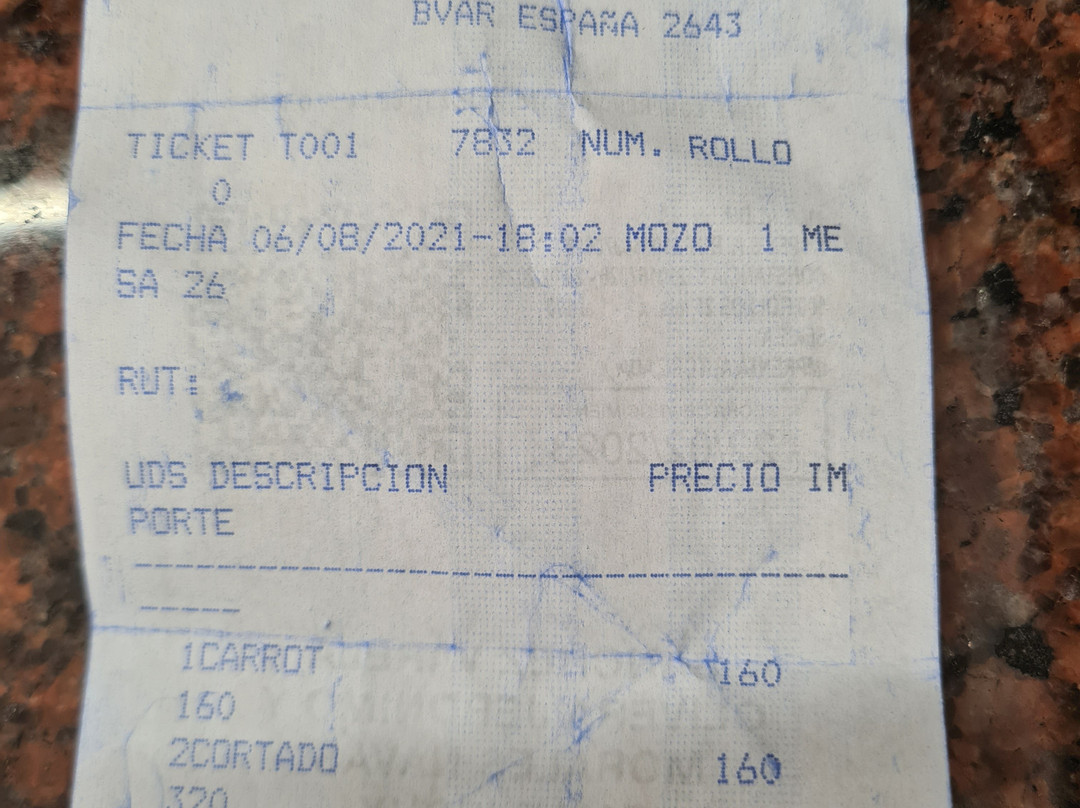 BVAR ESPAÑA 2643
TICKET T001 7832 NUM. ROLLO
0
FECHA 06/08/2021-18:02 MOZO 1 ME
SA 26
RUT:
UDS DESCRIPCION PRECIO IM
PORTE
--------------------------------
-----
1CARROT 160
160
2CORTADO 160
320